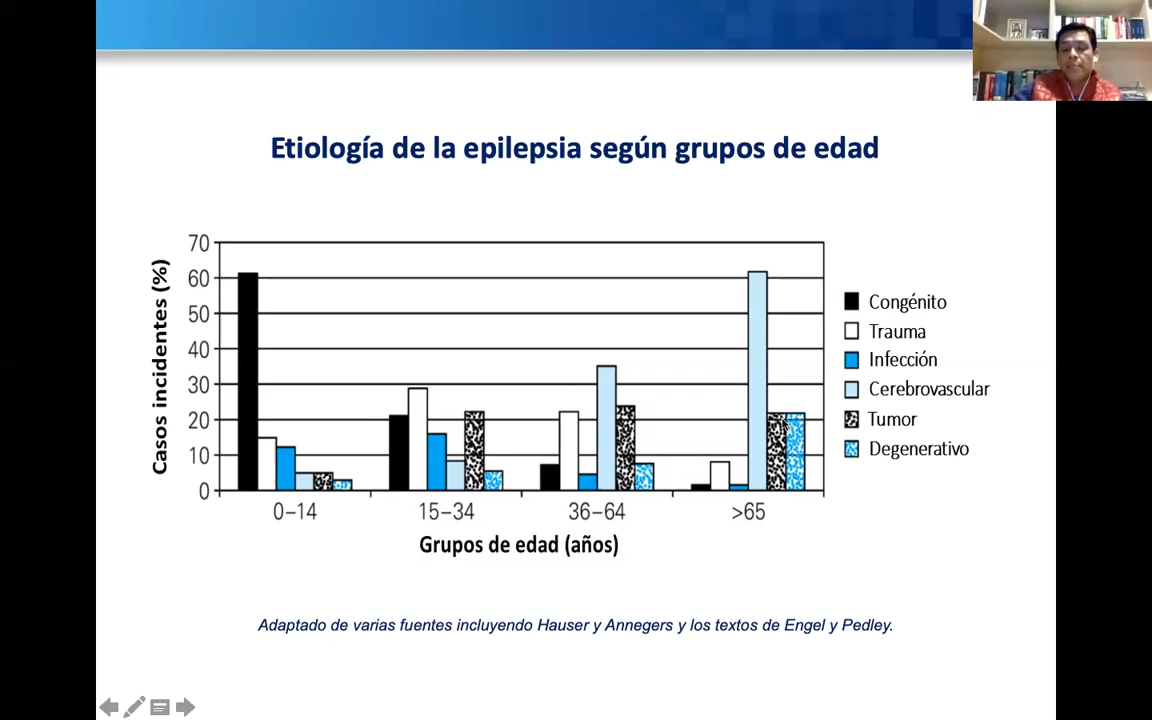 Etiología de la epilepsia según grupos de edad
Casos incidentes (%)
70
60
50
40
30
20
10
0
0–14 15–34 36–64 >65
Grupos de edad (años)
Congénito
Trauma
Infección
Cerebrovascular
Tumor
Degenerativo
Adaptado de varias fuentes incluyendo Hauser y Annegers y los textos de Engel y Pedley.